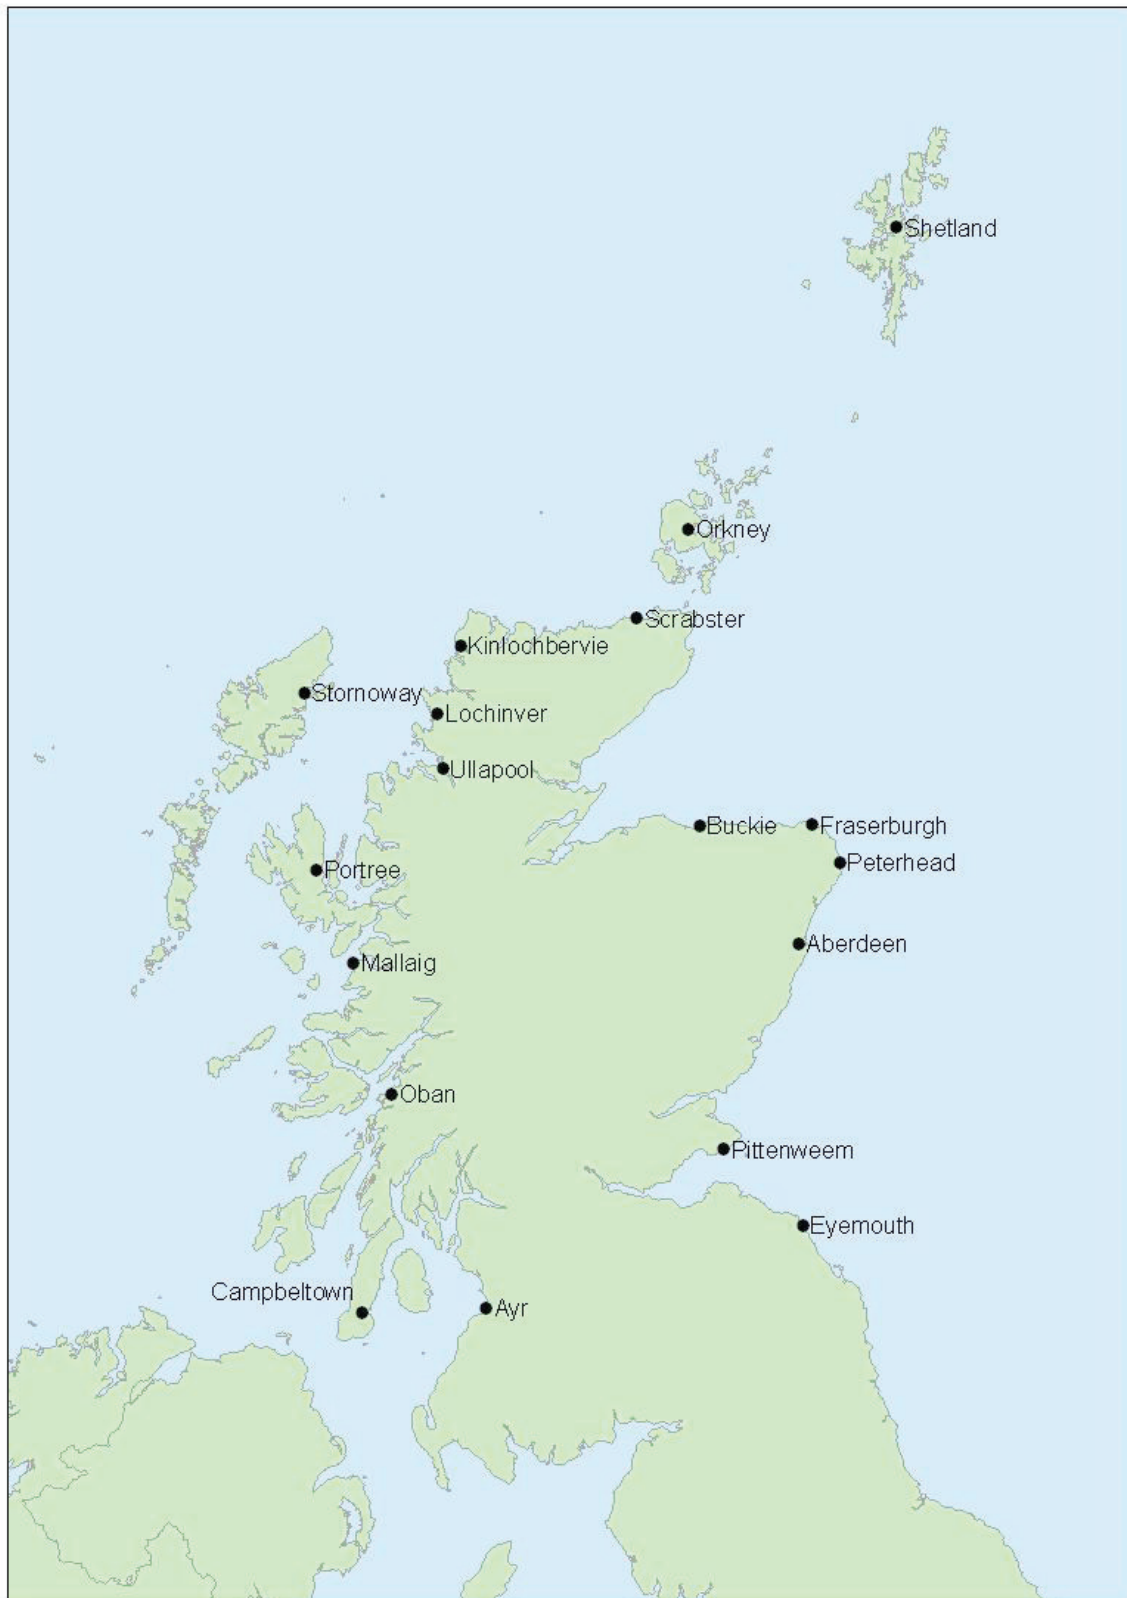 Shetland
Orkney
Scrabster
Kinlochbervie
Stornoway
Lochinver
Ullapool
Buckie
Fraserburgh
Peterhead
Portree
Aberdeen
Mallaig
Oban
Pittenweem
Eyemouth
Campbeltown
Ayr